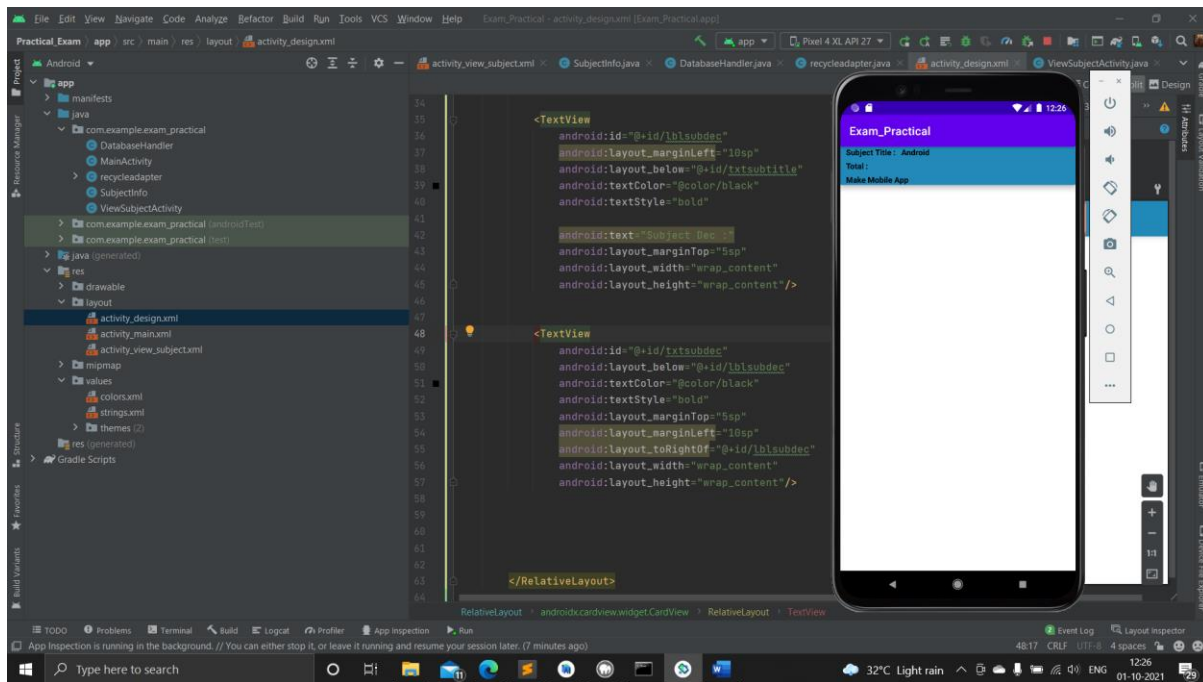 File Edit View Navigate Code Analyze Refactor Build Run Tools VCS Window Help Exam_Practical - activity_design.xml [Exam_Practical.app]
Practical_Exam app src main res layout activity_design.xml app Pixel 4 XL API 27
Android activity_view_subject.xml SubjectInfo.java DatabaseHandler.java recycleadapter.java activity_design.xml ViewSubjectActivity.java
Split Design
Project
Resource Manager
Structure
Favorites
Build Variants
Attributes
app
manifests
java
com.example.exam_practical
DatabaseHandler
MainActivity
recycleadapter
SubjectInfo
ViewSubjectActivity
com.example.exam_practical (androidTest)
com.example.exam_practical (test)
java (generated)
res
drawable
layout
activity_design.xml
activity_main.xml
activity_view_subject.xml
mipmap
values
colors.xml
strings.xml
themes (2)
res (generated)
Gradle Scripts
34
35 <TextView
36 android:id="@+id/lblsubdec"
37 android:layout_marginLeft="10sp"
38 android:layout_below="@+id/txtsubtitle"
39 android:textColor="@color/black"
40 android:textStyle="bold"
41
42 android:text="Subject Dec :"
43 android:layout_marginTop="5sp"
44 android:layout_width="wrap_content"
45 android:layout_height="wrap_content"/>
46
47
48 <TextView
49 android:id="@+id/txtsubdec"
50 android:layout_below="@+id/lblsubdec"
51 android:textColor="@color/black"
52 android:textStyle="bold"
53 android:layout_marginTop="5sp"
54 android:layout_marginLeft="10sp"
55 android:layout_toRightOf="@+id/lblsubdec"
56 android:layout_width="wrap_content"
57 android:layout_height="wrap_content"/>
58
59
60
61
62
63 </RelativeLayout>
64
12:26
Exam_Practical
Subject Title : Android
Total :
Make Mobile App
1:1
RelativeLayout androidx.cardview.widget.CardView RelativeLayout TextView
TODO Problems Terminal Build Logcat Profiler App Inspection Run Event Log Layout Inspector
App Inspection is running in the background. // You can either stop it, or leave it running and resume your session later. (7 minutes ago) 48:17 CRLF UTF-8 4 spaces
Type here to search 32°C Light rain ENG 12:26
01-10-2021